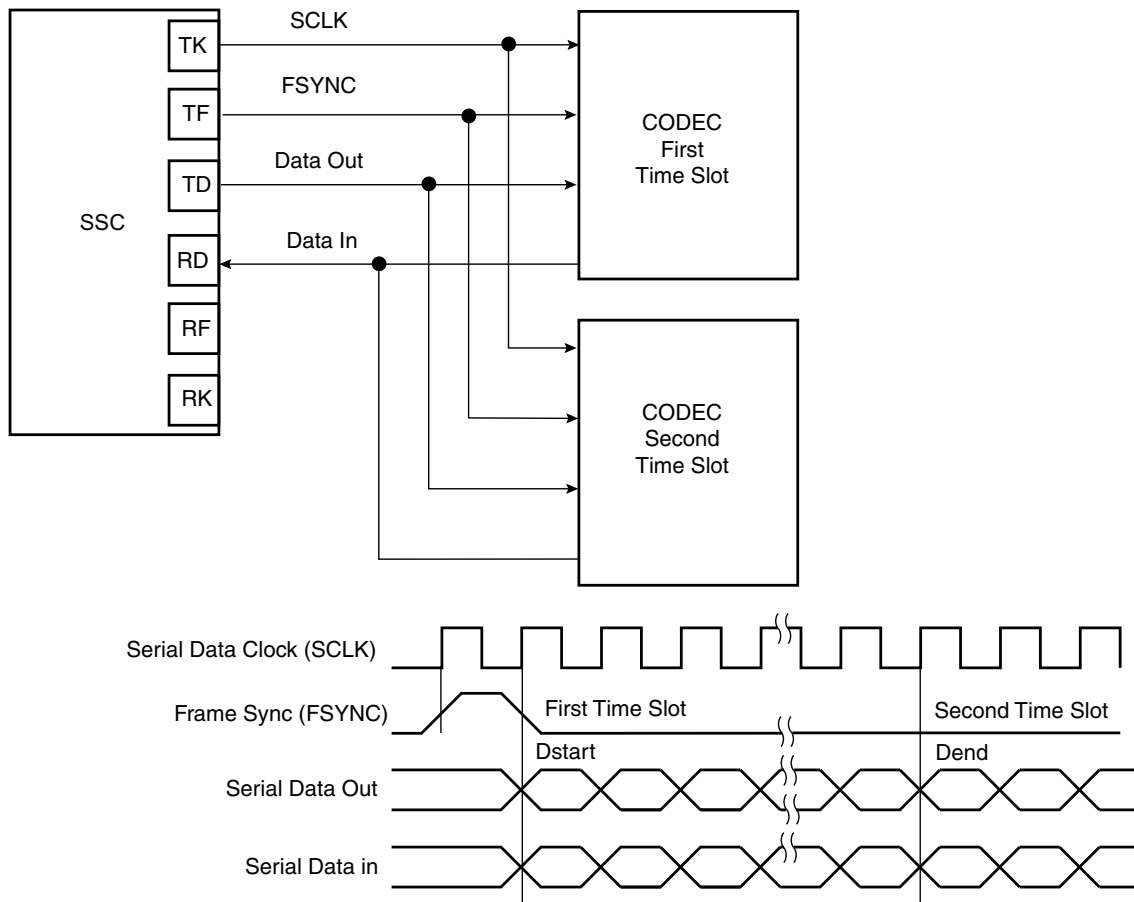 SSC
TK
TF
TD
RD
RF
RK
SCLK
FSYNC
Data Out
Data In
CODEC
First
Time Slot
CODEC
Second
Time Slot
Serial Data Clock (SCLK)
Frame Sync (FSYNC)
First Time Slot
Second Time Slot
Dstart
Dend
Serial Data Out
Serial Data in